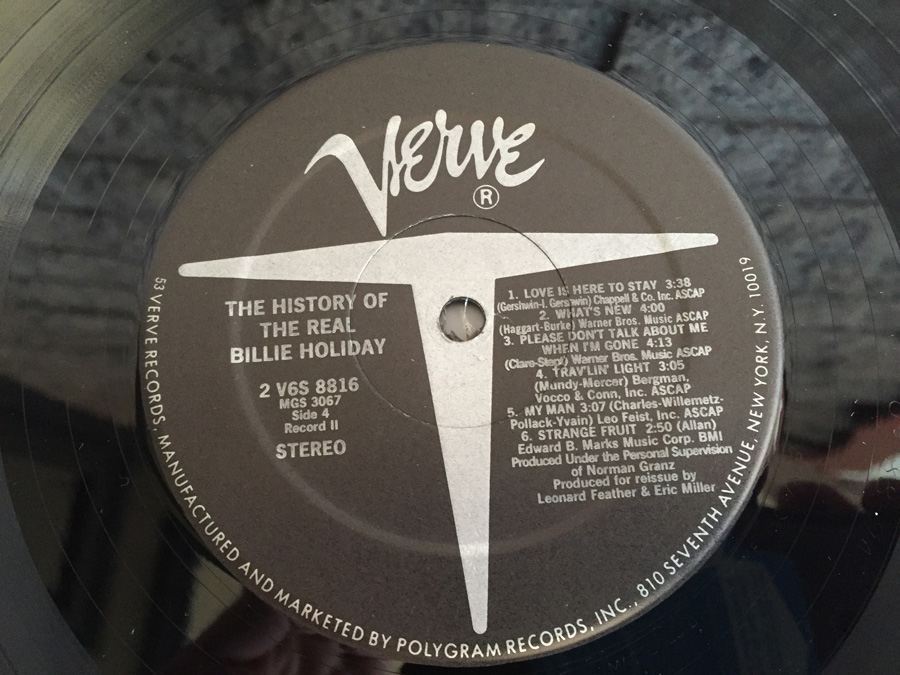 Verve
®
THE HISTORY OF
THE REAL
BILLIE HOLIDAY
2 V6S 8816
MGS 3067
Side 4
Record II
STEREO
1. LOVE IS HERE TO STAY 3:38
(Gershwin-I. Gershwin) Chappell & Co. Inc. ASCAP
2. WHAT'S NEW 4:00
(Haggart-Burke) Warner Bros. Music ASCAP
3. PLEASE DON'T TALK ABOUT ME
WHEN I'M GONE 4:13
(Clare-Stept) Warner Bros. Music ASCAP
4. TRAV'LIN' LIGHT 3:05
(Mundy-Mercer) Bergman,
Vocco & Conn, Inc. ASCAP
5. MY MAN 3:07 (Charles-Willemetz-
Pollack-Yvain) Leo Feist, Inc. ASCAP
6. STRANGE FRUIT 2:50 (Allan)
Edward B. Marks Music Corp. BMI
Produced Under the Personal Supervision
of Norman Granz
Produced for reissue by
Leonard Feather & Eric Miller
53 VERVE RECORDS, MANUFACTURED AND MARKETED BY POLYGRAM RECORDS, INC., 810 SEVENTH AVENUE, NEW YORK, N.Y. 10019